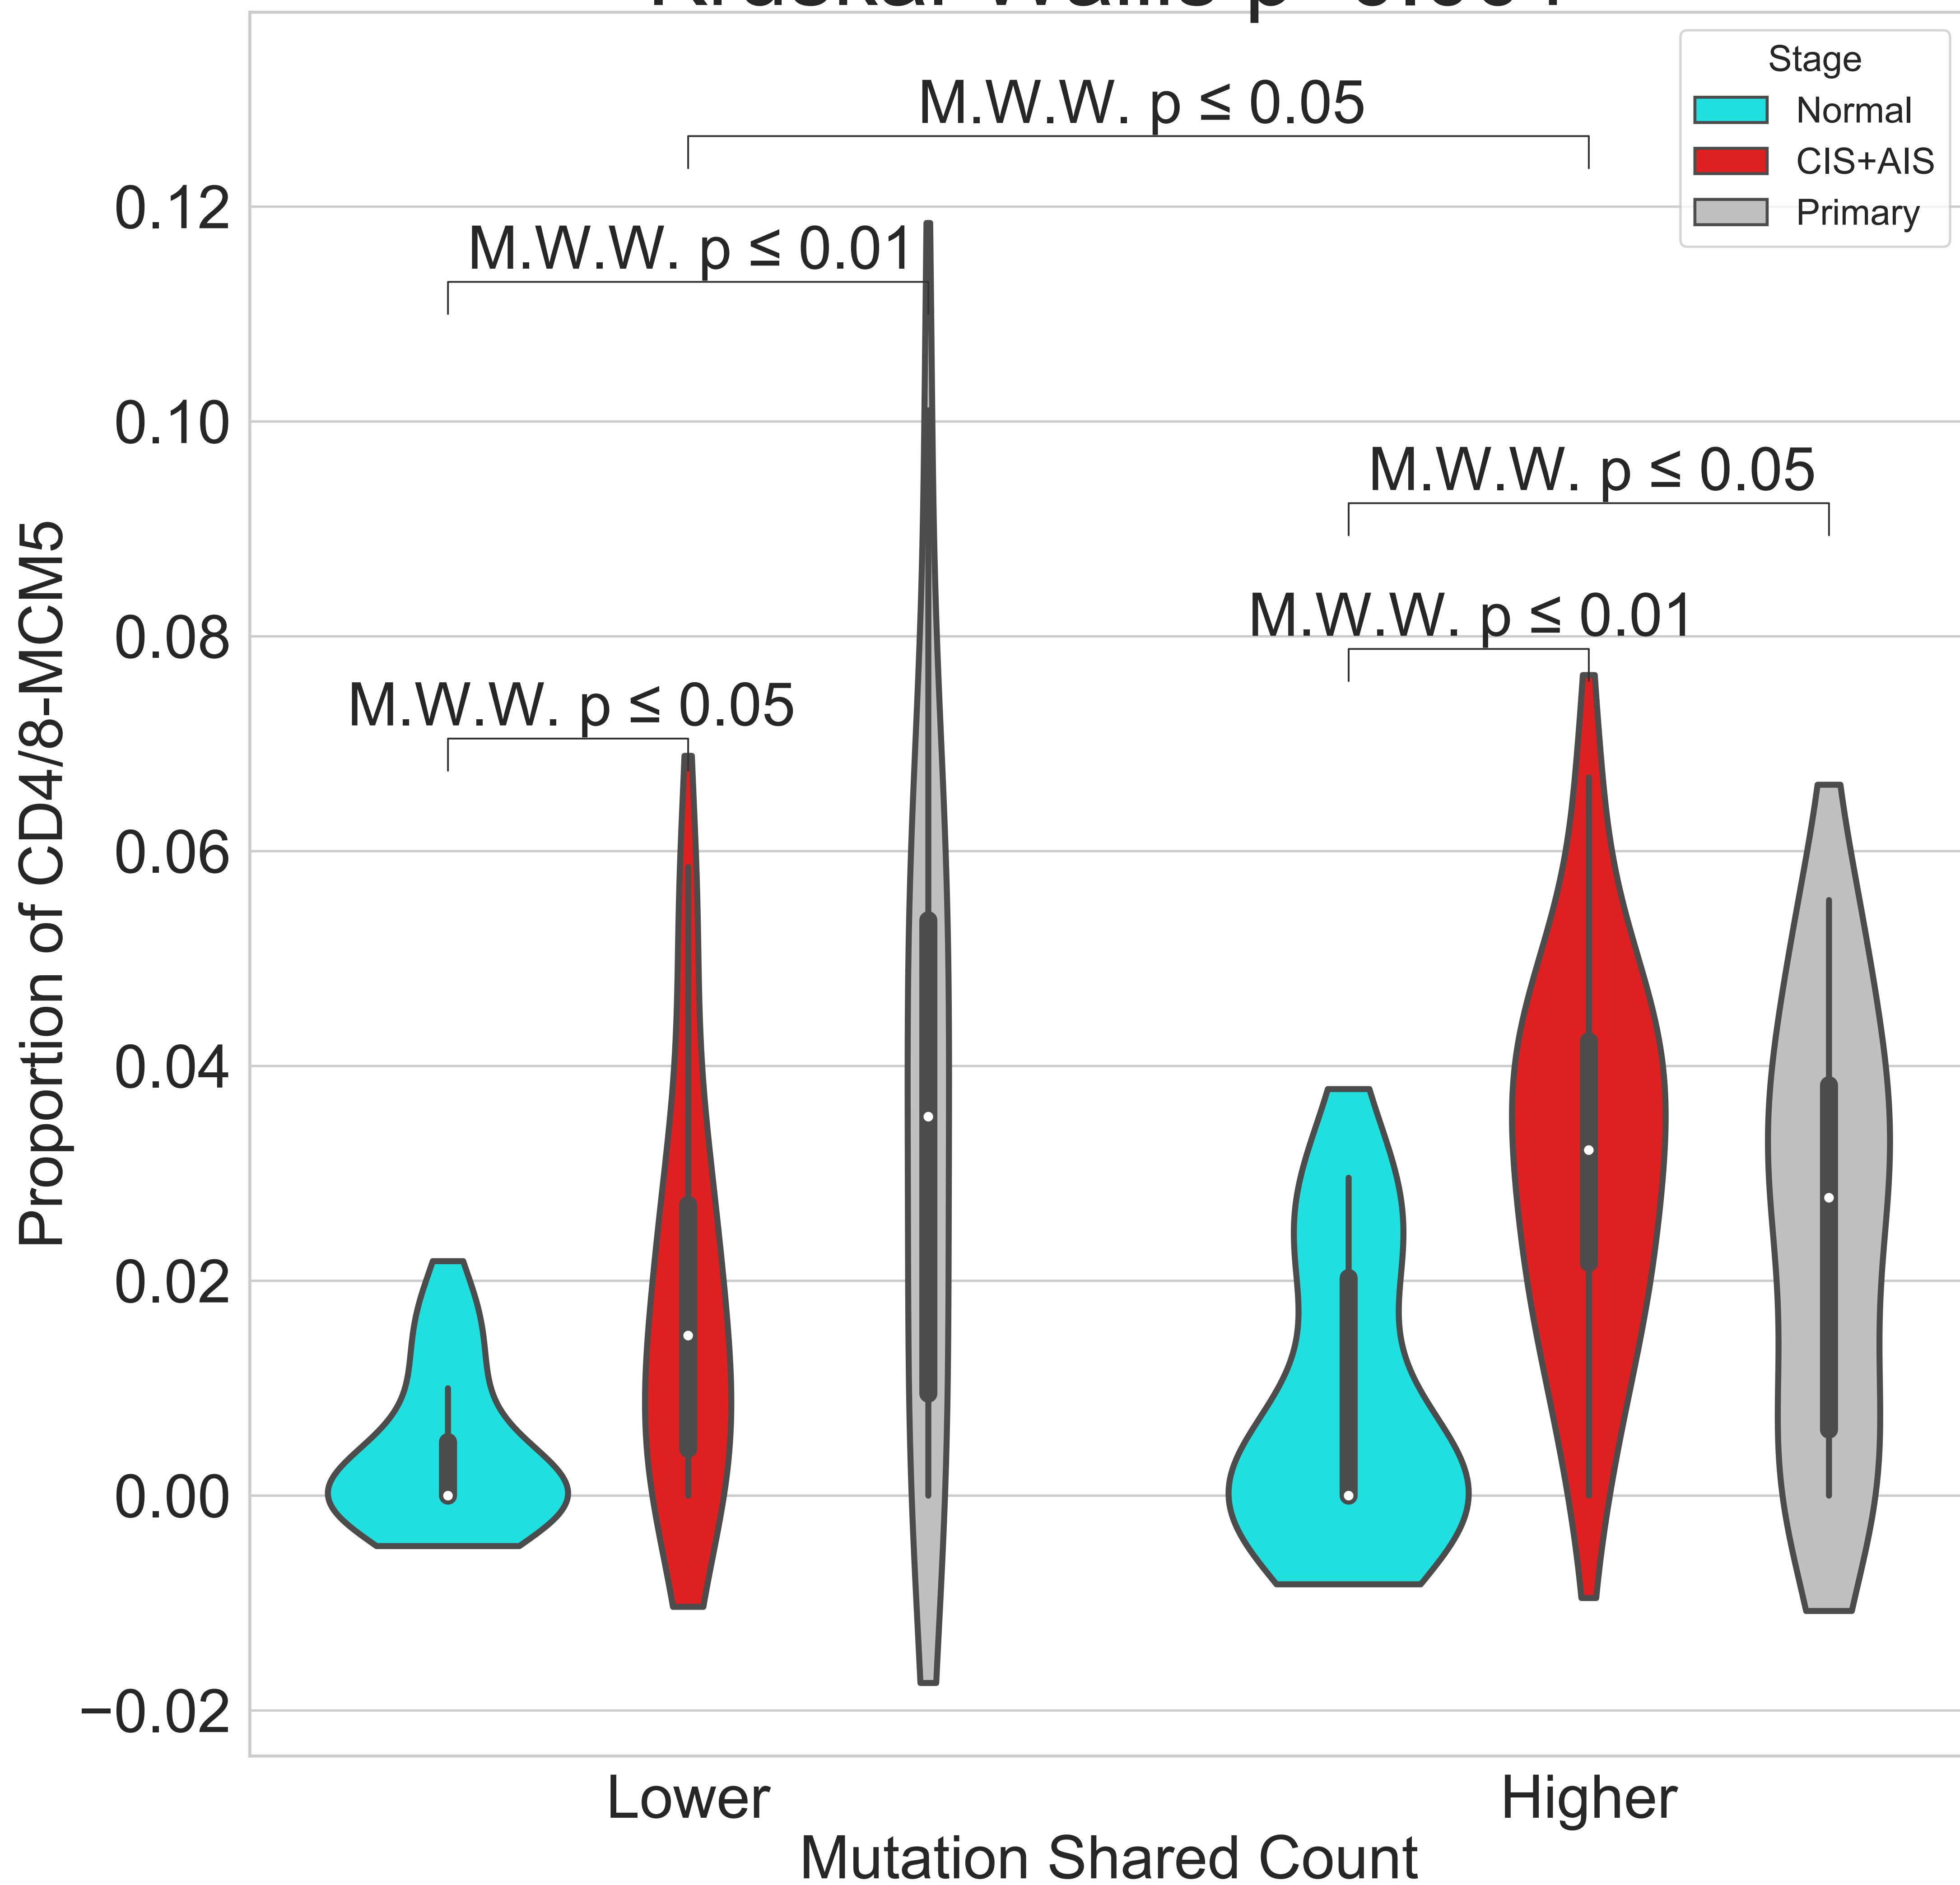 Stage
Normal
CIS+AIS
Primary
M.W.W. p ≤ 0.05
M.W.W. p ≤ 0.01
M.W.W. p ≤ 0.05
M.W.W. p ≤ 0.01
M.W.W. p ≤ 0.05
0.12
0.10
0.08
0.06
0.04
0.02
0.00
−0.02
Proportion of CD4/8-MCM5
Lower
Higher
Mutation Shared Count